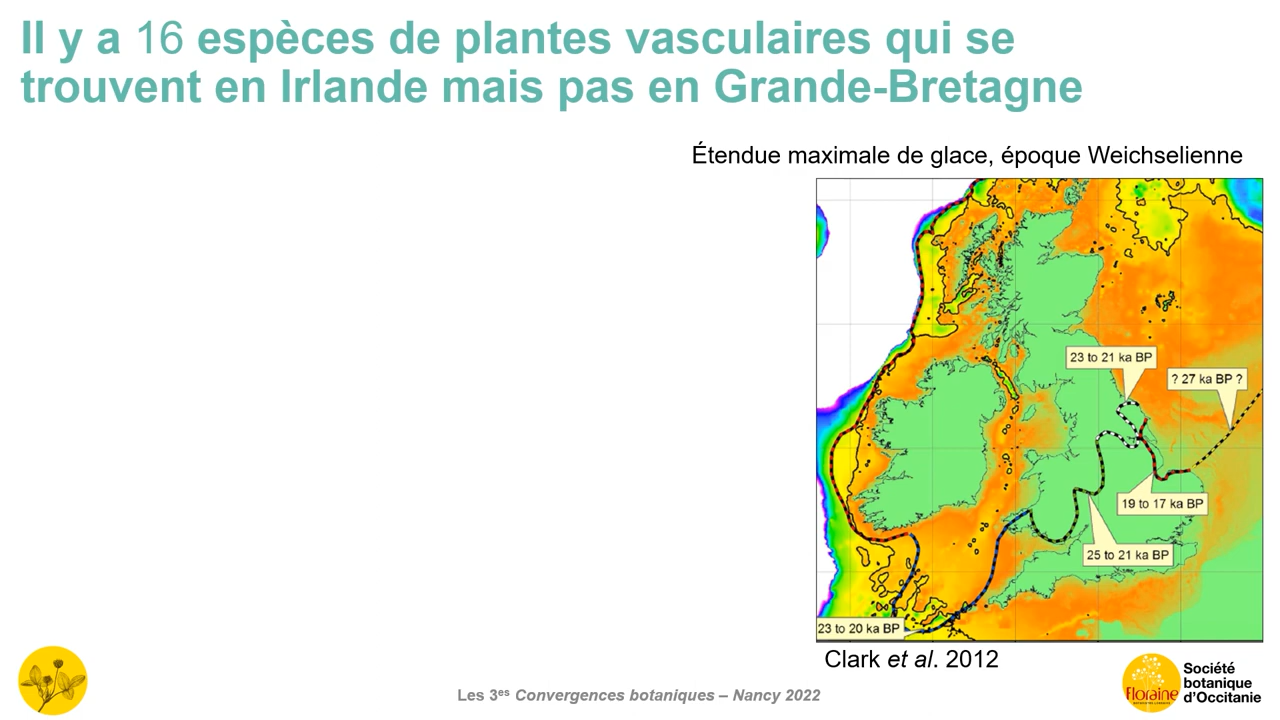 Il y a 16 espèces de plantes vasculaires qui se
trouvent en Irlande mais pas en Grande-Bretagne
Étendue maximale de glace, époque Weichselienne
23 to 21 ka BP
? 27 ka BP ?
19 to 17 ka BP
25 to 21 ka BP
23 to 20 ka BP
Clark et al. 2012
Les 3es Convergences botaniques – Nancy 2022
Floraine
Société
botanique
d'Occitanie